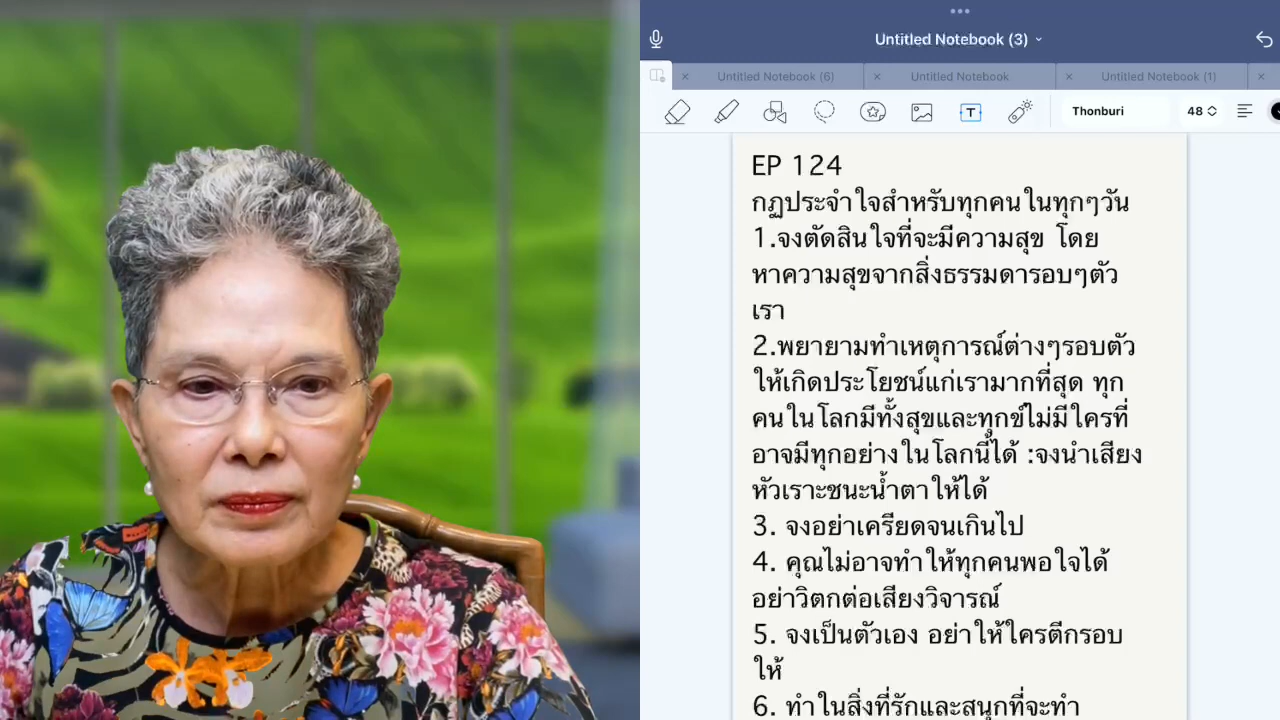 Untitled Notebook (3)
Untitled Notebook (6)
Untitled Notebook
Untitled Notebook (1)
T
Thonburi
48
EP 124
กฏประจำใจสำหรับทุกคนในทุกๆวัน
1.จงตัดสินใจที่จะมีความสุข โดย
หาความสุขจากสิ่งธรรมดารอบๆตัว
เรา
2.พยายามทำเหตุการณ์ต่างๆรอบตัว
ให้เกิดประโยชน์แก่เรามากที่สุด ทุก
คนในโลกมีทั้งสุขและทุกข์ไม่มีใครที่
อาจมีทุกอย่างในโลกนี้ได้ :จงนำเสียง
หัวเราะชนะน้ำตาให้ได้
3. จงอย่าเครียดจนเกินไป
4. คุณไม่อาจทำให้ทุกคนพอใจได้
อย่าวิตกต่อเสียงวิจารณ์
5. จงเป็นตัวเอง อย่าให้ใครตีกรอบ
ให้
6. ทำในสิ่งที่รักและสนุกที่จะทำ